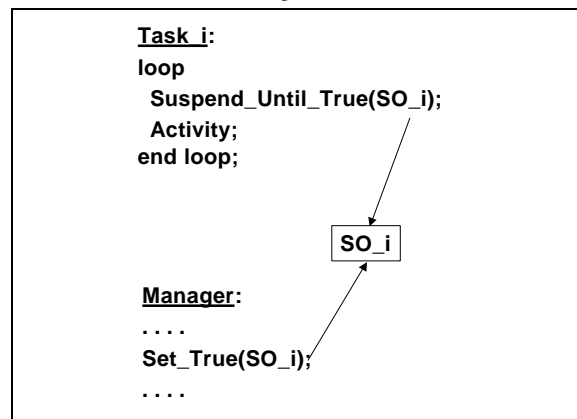 Task_i:
loop
Suspend_Until_True(SO_i);
Activity;
end loop;
SO_i
Manager:
. . . .
Set_True(SO_i);
. . . .